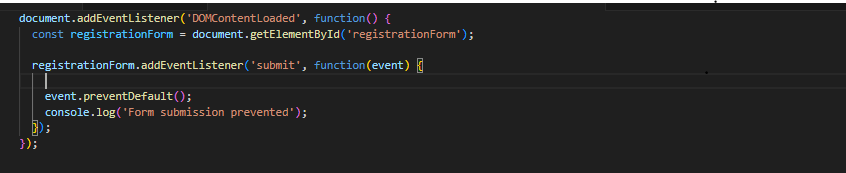 document.addEventListener('DOMContentLoaded', function() {
  const registrationForm = document.getElementById('registrationForm');

  registrationForm.addEventListener('submit', function(event) {

    event.preventDefault();
    console.log('Form submission prevented');
  });
});